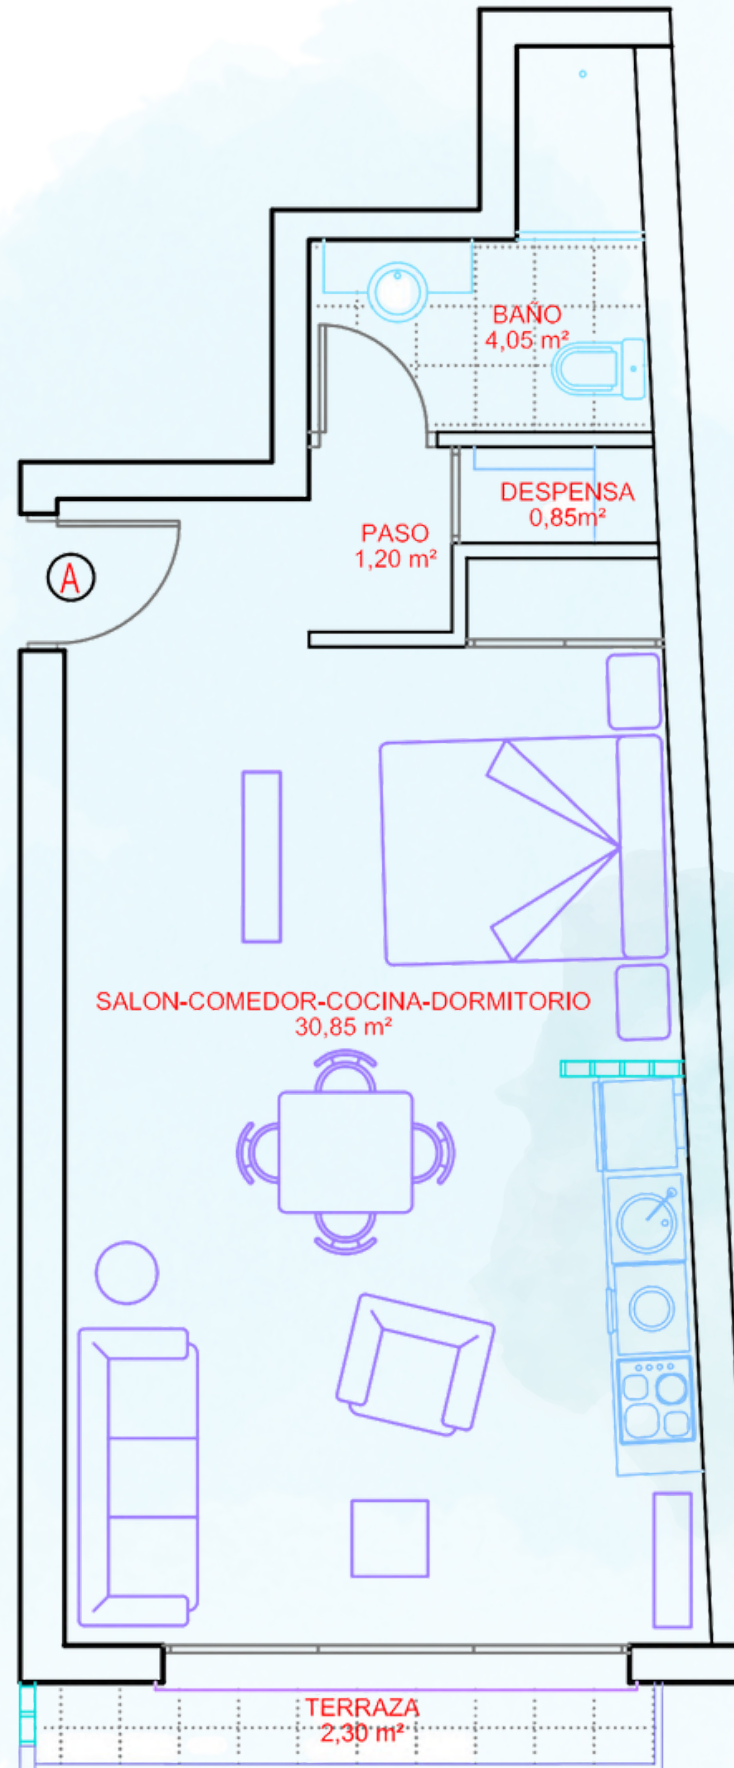 BAÑO
4,05 m²
DESPENSA
0,85m²
PASO
1,20 m²
A
SALON-COMEDOR-COCINA-DORMITORIO
30,85 m²
TERRAZA
2,30 m²